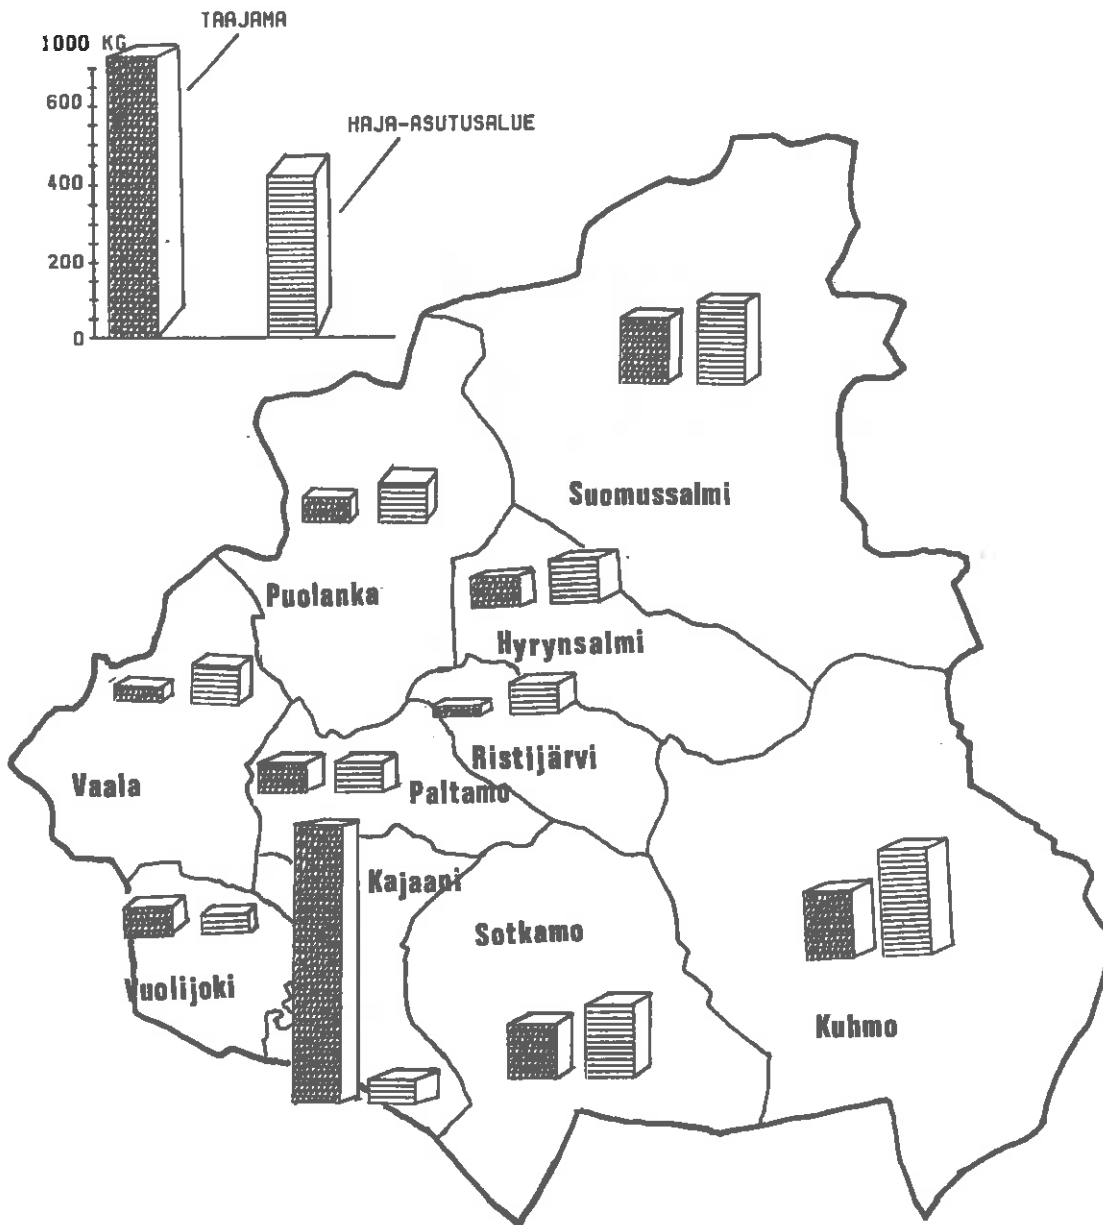 TAAJAMA
1000 KG
600
HAJA-ASUTUSALUE
400
200
0
Suomussalmi
Puolanka
Hyrynsalmi
Ristijärvi
Vaala
Paltamo
Kajaani
Sotkamo
Vuolijoki
Kuhmo